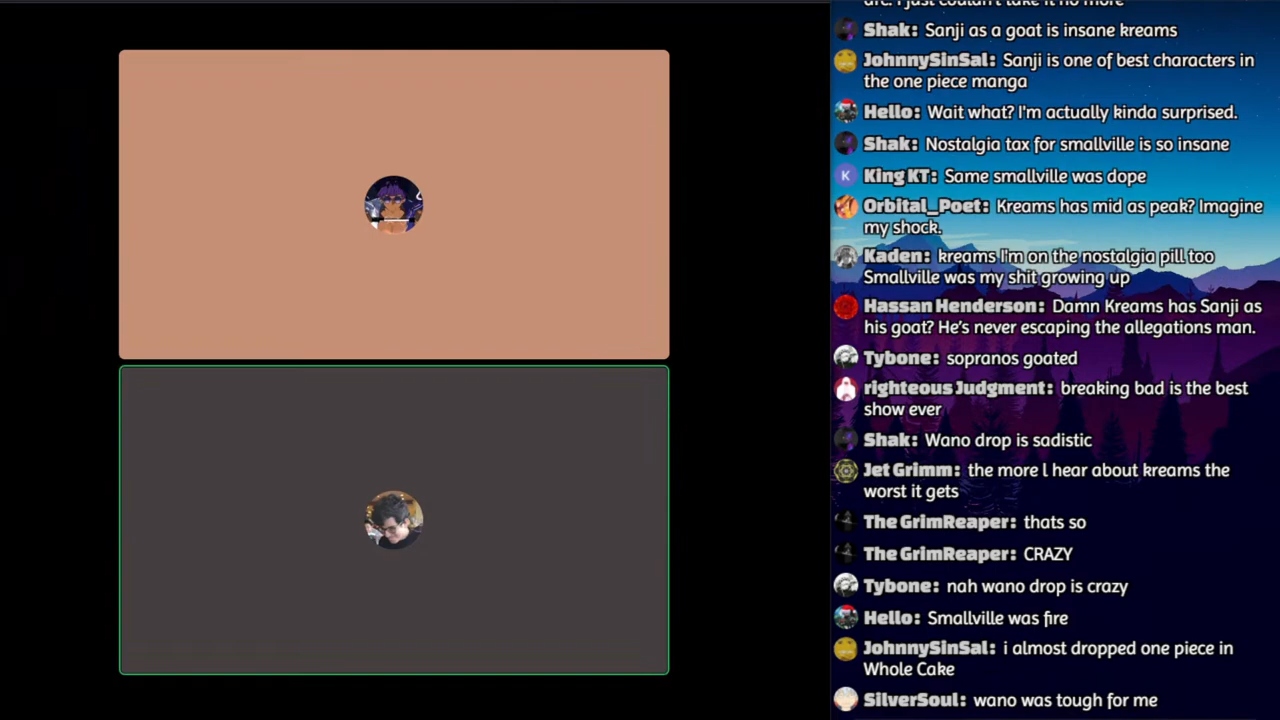 arc. I just couldn't take it no more
Shak: Sanji as a goat is insane kreams
JohnnySinSal: Sanji is one of best characters in
the one piece manga
Hello: Wait what? I'm actually kinda surprised.
Shak: Nostalgia tax for smallville is so insane
K King KT: Same smallville was dope
Orbital_Poet: Kreams has mid as peak? Imagine
my shock.
Kaden: kreams I'm on the nostalgia pill too
Smallville was my shit growing up
Hassan Henderson: Damn Kreams has Sanji as
his goat? He's never escaping the allegations man.
Tybone: sopranos goated
righteous Judgment: breaking bad is the best
show ever
Shak: Wano drop is sadistic
Jet Grimm: the more l hear about kreams the
worst it gets
The GrimReaper: thats so
The GrimReaper: CRAZY
Tybone: nah wano drop is crazy
Hello: Smallville was fire
JohnnySinSal: i almost dropped one piece in
Whole Cake
SilverSoul: wano was tough for me